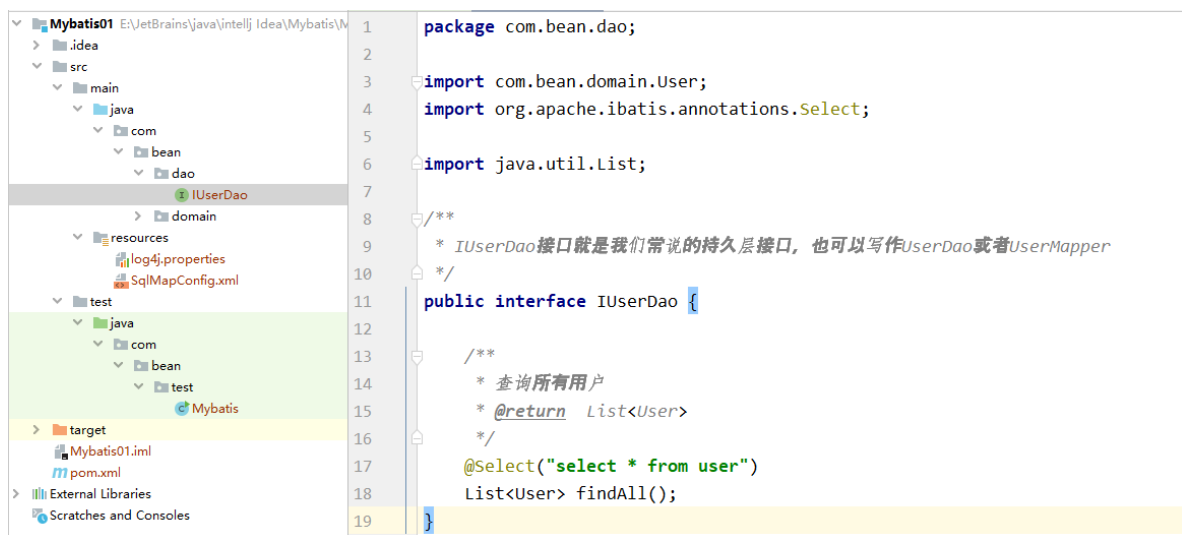 Mybatis01 E:\JetBrains\java\intellj Idea\Mybatis\M
.idea
src
main
java
com
bean
dao
IUserDao
domain
resources
log4j.properties
SqlMapConfig.xml
test
java
com
bean
test
Mybatis
target
Mybatis01.iml
pom.xml
External Libraries
Scratches and Consoles
1 package com.bean.dao;
2
3 import com.bean.domain.User;
4 import org.apache.ibatis.annotations.Select;
5
6 import java.util.List;
7
8 /**
9 * IUserDao接口就是我们常说的持久层接口，也可以写作UserDao或者UserMapper
10 */
11 public interface IUserDao {
12
13 /**
14 * 查询所有用户
15 * @return List<User>
16 */
17 @Select("select * from user")
18 List<User> findAll();
19 }